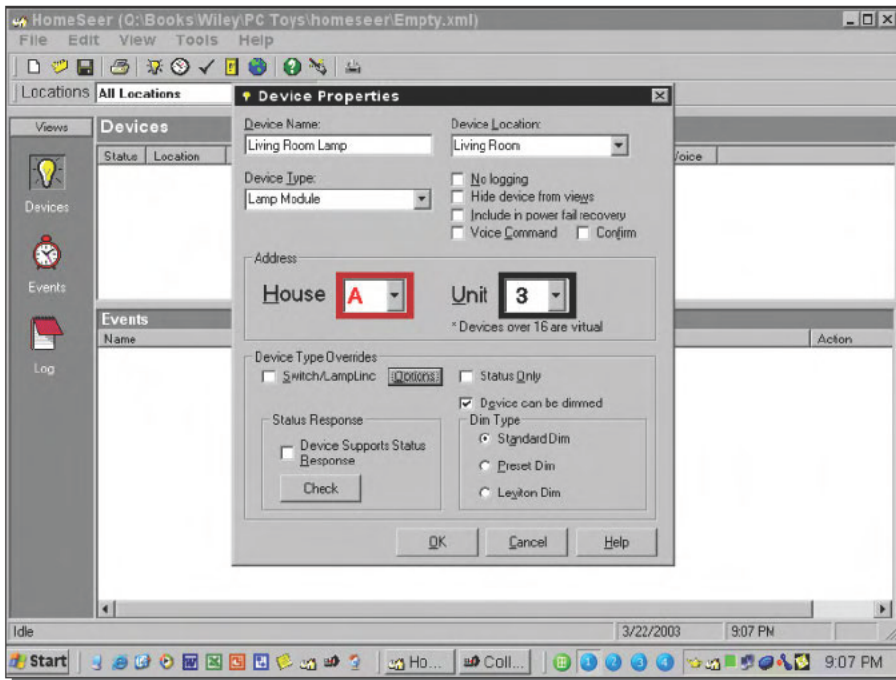 HomeSeer (Q:\Books\Wiley\PC Toys\homeseer\Empty.xml)
File Edit View Tools Help
Locations All Locations
Device Properties
Views
Devices
Device Name:
Device Location:
Living Room Lamp
Living Room
Status Location
Voice
Device Type:
Lamp Module
No logging
Hide device from views
Include in power fail recovery
Voice Command Confirm
Devices
Address
House A Unit 3
* Devices over 16 are virtual
Events
Events
Name
Action
Log
Device Type Overrides
Switch/LampLinc Options Status Only
Device can be dimmed
Status Response
Dim Type
Device Supports Status
Response
Standard Dim
Preset Dim
Check
Leviton Dim
OK Cancel Help
Idle 3/22/2003 9:07 PM
Start Ho... Coll... 1 2 3 4 9:07 PM